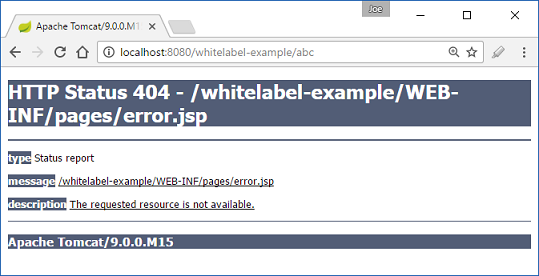 Joe
Apache Tomcat/9.0.0.M1
localhost:8080/whitelabel-example/abc
HTTP Status 404 - /whitelabel-example/WEB-
INF/pages/error.jsp
type Status report
message /whitelabel-example/WEB-INF/pages/error.jsp
description The requested resource is not available.
Apache Tomcat/9.0.0.M15